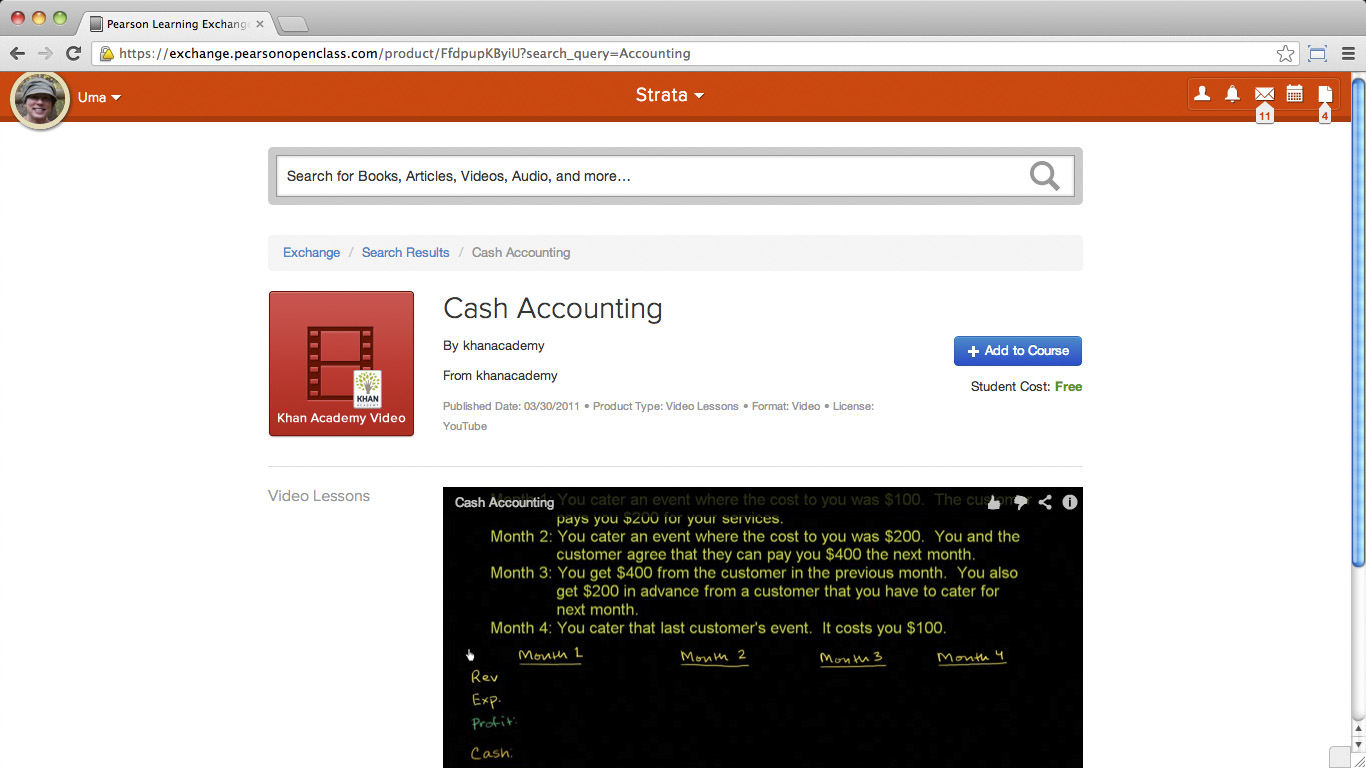 Pearson Learning Exchang
https://exchange.pearsonopenclass.com/product/FfdpupKByiU?search_query=Accounting
Uma
Strata
11
4
Search for Books, Articles, Videos, Audio, and more...
Exchange / Search Results / Cash Accounting
Cash Accounting
By khanacademy
+ Add to Course
From khanacademy
Student Cost: Free
Published Date: 03/30/2011 • Product Type: Video Lessons • Format: Video • License:
YouTube
KHAN
ACADEMY
Khan Academy Video
Video Lessons
Cash Accounting
Month 1: You cater an event where the cost to you was $100. The customer
pays you $200 for your services.
Month 2: You cater an event where the cost to you was $200. You and the
customer agree that they can pay you $400 the next month.
Month 3: You get $400 from the customer in the previous month. You also
get $200 in advance from a customer that you have to cater for
next month.
Month 4: You cater that last customer's event. It costs you $100.
Month 1 Month 2 Month 3 Month 4
Rev
Exp.
Profit:
Cash: